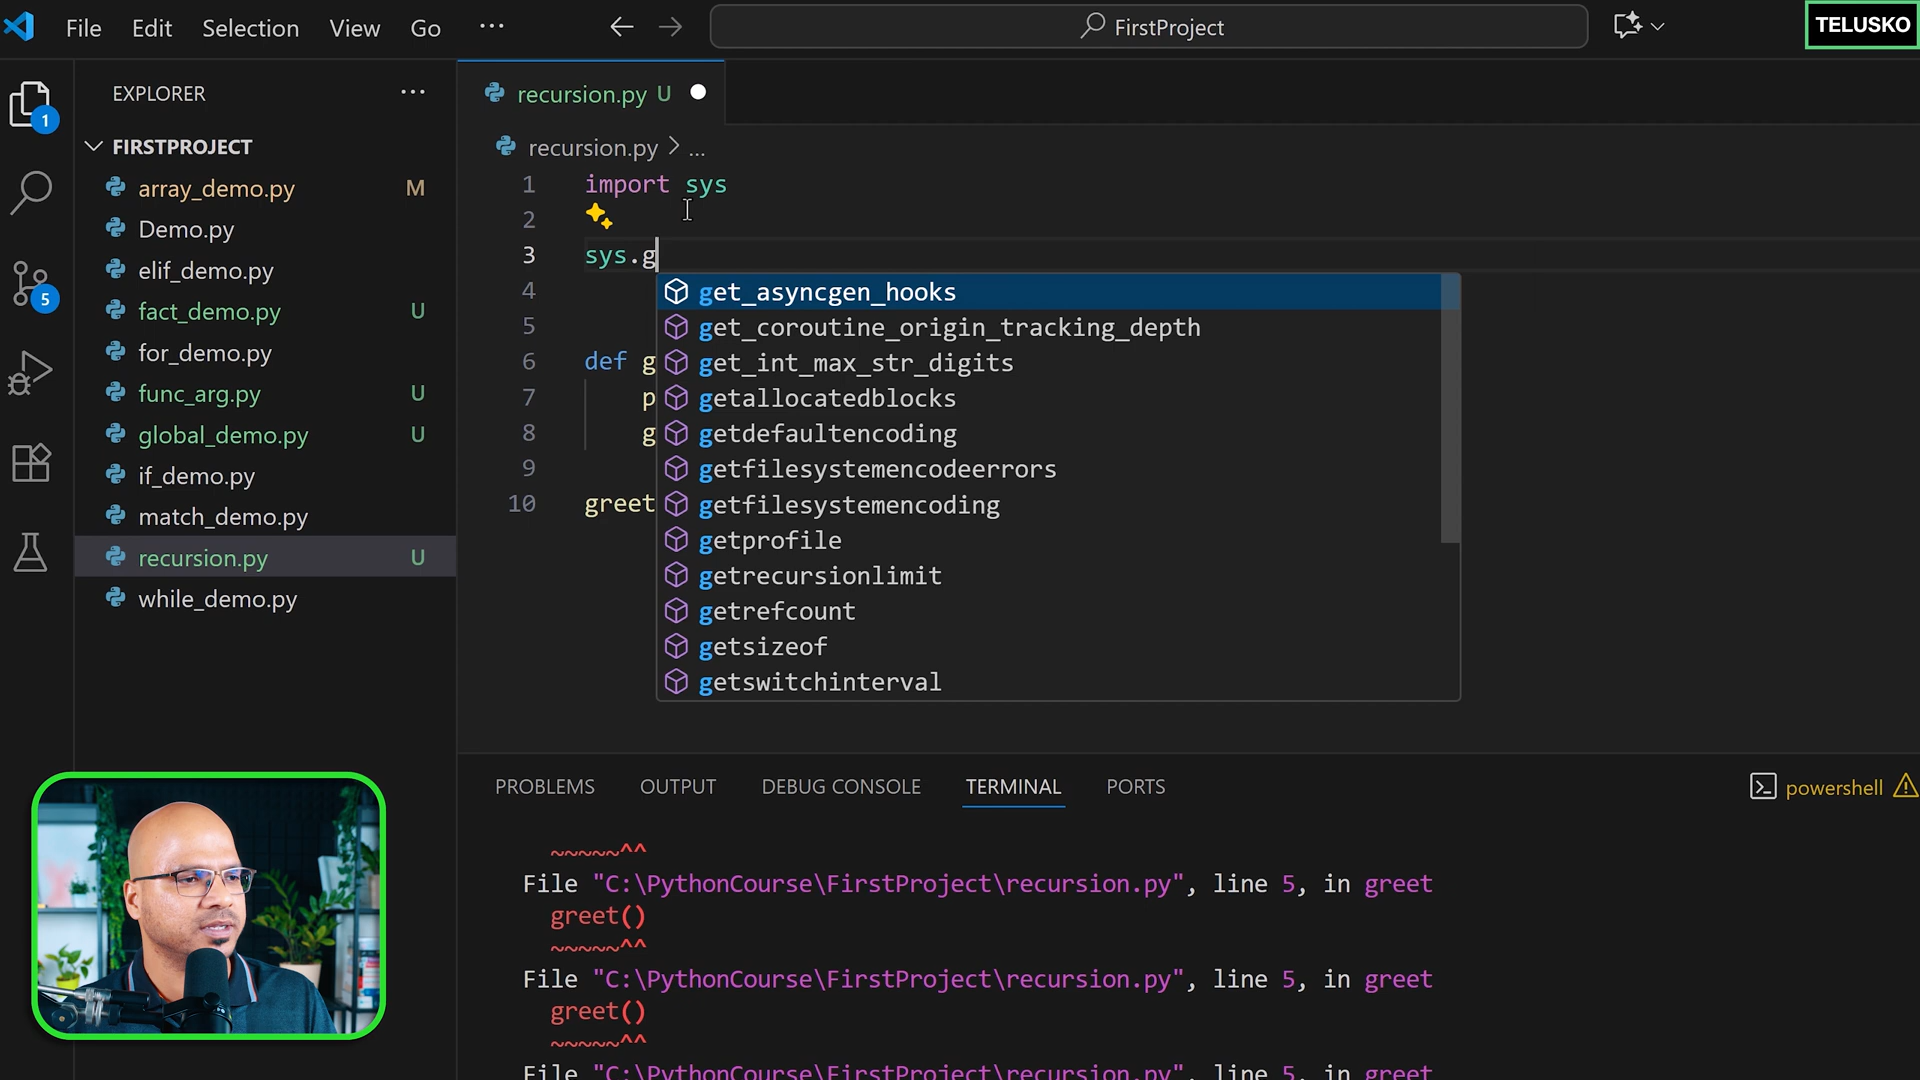 File Edit Selection View Go ... FirstProject TELUSKO
EXPLORER ...
FIRSTPROJECT
array_demo.py M
Demo.py
elif_demo.py
fact_demo.py U
for_demo.py
func_arg.py U
global_demo.py U
if_demo.py
match_demo.py
recursion.py U
while_demo.py
1
5
recursion.py U
recursion.py > ...
1 import sys
2
3 sys.g
4
5
6 def g
7 p
8 g
9
10 greet
get_asyncgen_hooks
get_coroutine_origin_tracking_depth
get_int_max_str_digits
getallocatedblocks
getdefaultencoding
getfilesystemencodeerrors
getfilesystemencoding
getprofile
getrecursionlimit
getrefcount
getsizeof
getswitchinterval
PROBLEMS OUTPUT DEBUG CONSOLE TERMINAL PORTS powershell
~~~~~^^
File "C:\PythonCourse\FirstProject\recursion.py", line 5, in greet
greet()
~~~~~^^
File "C:\PythonCourse\FirstProject\recursion.py", line 5, in greet
greet()
~~~~~^^
File "C:\PythonCourse\FirstProject\recursion.py", line 5, in greet